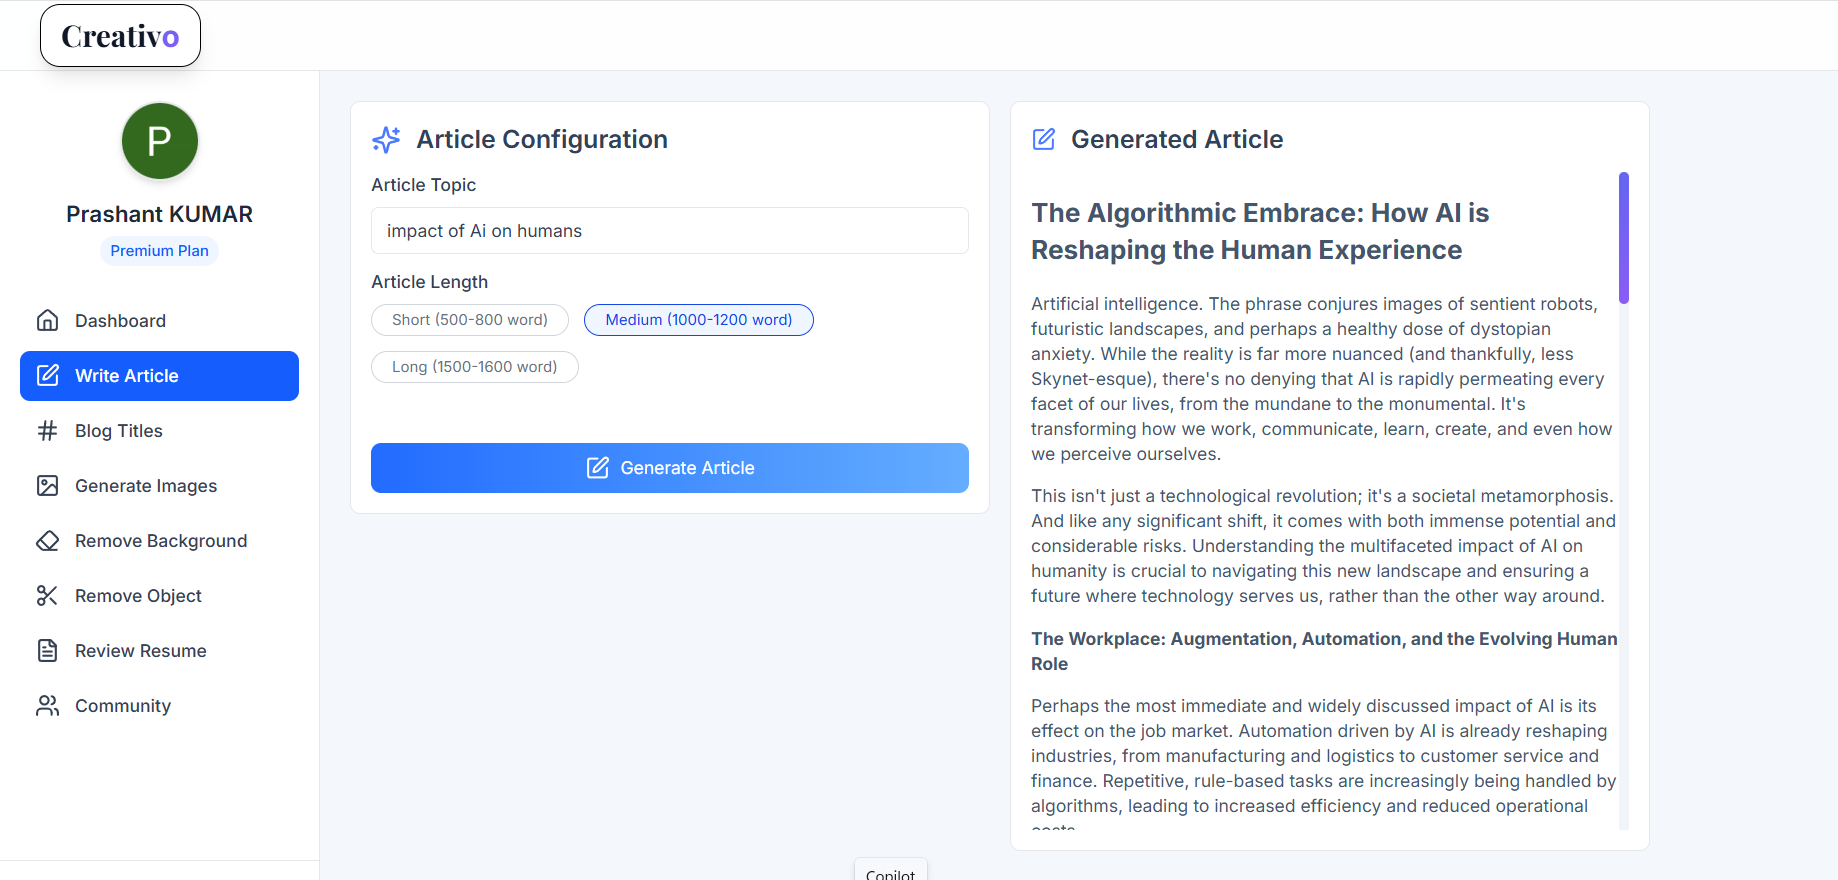 Creativo
P
Prashant KUMAR
Premium Plan
Dashboard
Write Article
Blog Titles
Generate Images
Remove Background
Remove Object
Review Resume
Community
Article Configuration
Article Topic
impact of Ai on humans
Article Length
Short (500-800 word)
Medium (1000-1200 word)
Long (1500-1600 word)
Generate Article
Generated Article
The Algorithmic Embrace: How AI is
Reshaping the Human Experience
Artificial intelligence. The phrase conjures images of sentient robots,
futuristic landscapes, and perhaps a healthy dose of dystopian
anxiety. While the reality is far more nuanced (and thankfully, less
Skynet-esque), there's no denying that AI is rapidly permeating every
facet of our lives, from the mundane to the monumental. It's
transforming how we work, communicate, learn, create, and even how
we perceive ourselves.
This isn't just a technological revolution; it's a societal metamorphosis.
And like any significant shift, it comes with both immense potential and
considerable risks. Understanding the multifaceted impact of AI on
humanity is crucial to navigating this new landscape and ensuring a
future where technology serves us, rather than the other way around.
The Workplace: Augmentation, Automation, and the Evolving Human
Role
Perhaps the most immediate and widely discussed impact of AI is its
effect on the job market. Automation driven by AI is already reshaping
industries, from manufacturing and logistics to customer service and
finance. Repetitive, rule-based tasks are increasingly being handled by
algorithms, leading to increased efficiency and reduced operational
costs.
Copilot